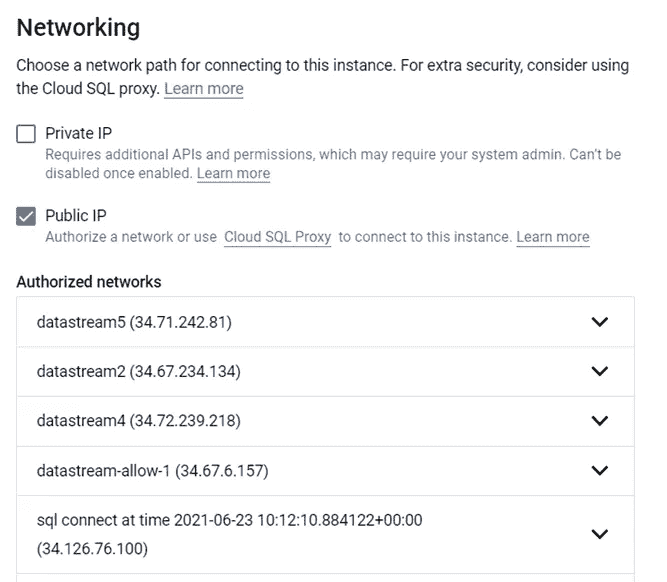 Networking
Choose a network path for connecting to this instance. For extra security, consider using
the Cloud SQL proxy. Learn more
Private IP
Requires additional APIs and permissions, which may require your system admin. Can't be
disabled once enabled. Learn more
Public IP
Authorize a network or use Cloud SQL Proxy to connect to this instance. Learn more
Authorized networks
datastream5 (34.71.242.81)
datastream2 (34.67.234.134)
datastream4 (34.72.239.218)
datastream-allow-1 (34.67.6.157)
sql connect at time 2021-06-23 10:12:10.884122+00:00
(34.126.76.100)